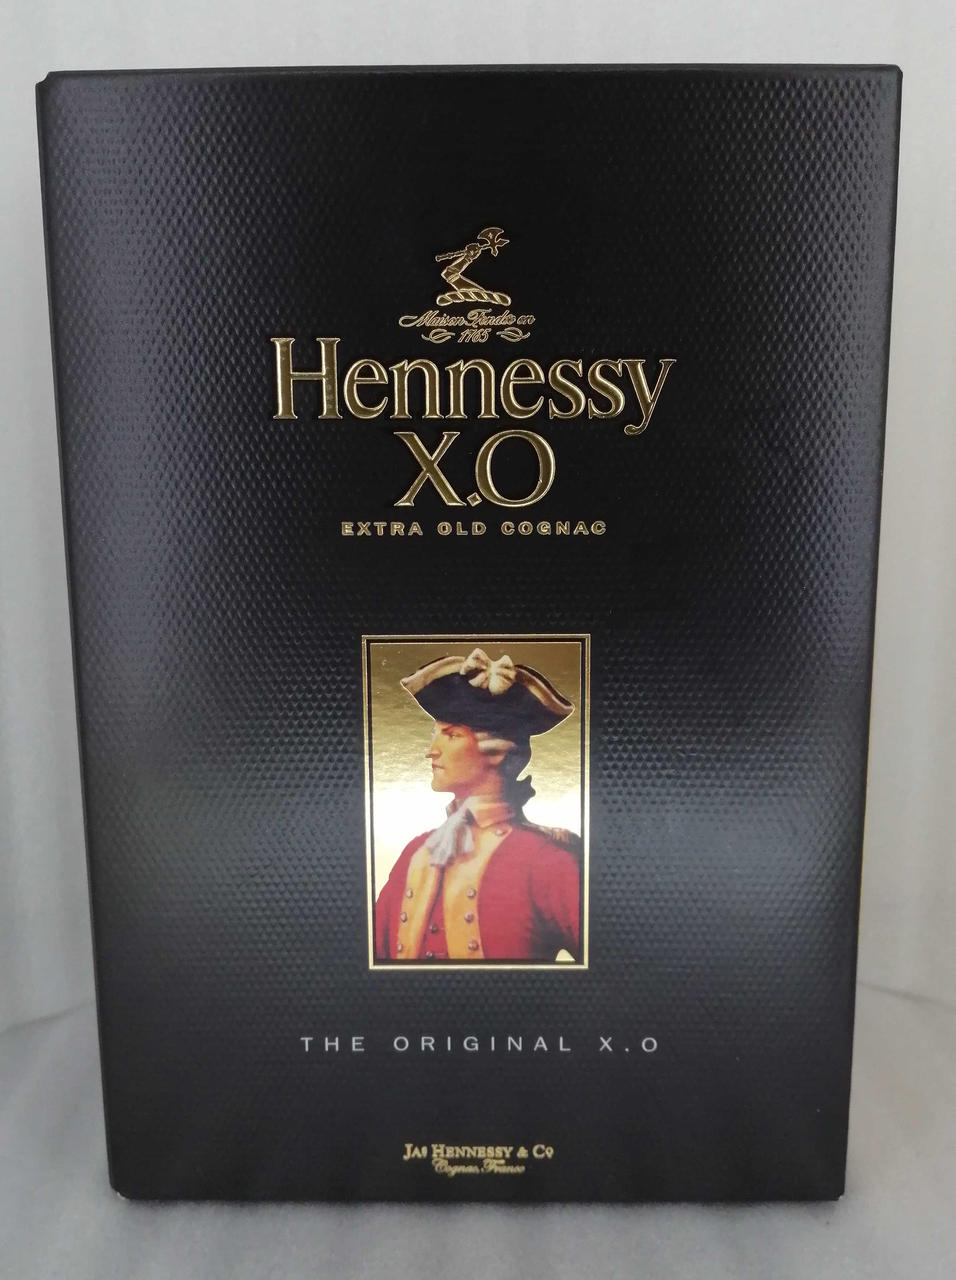 Maison Fondée en
1765
Hennessy
X.O
EXTRA OLD COGNAC
THE ORIGINAL X.O
JAs HENNESSY & Co
Cognac, France